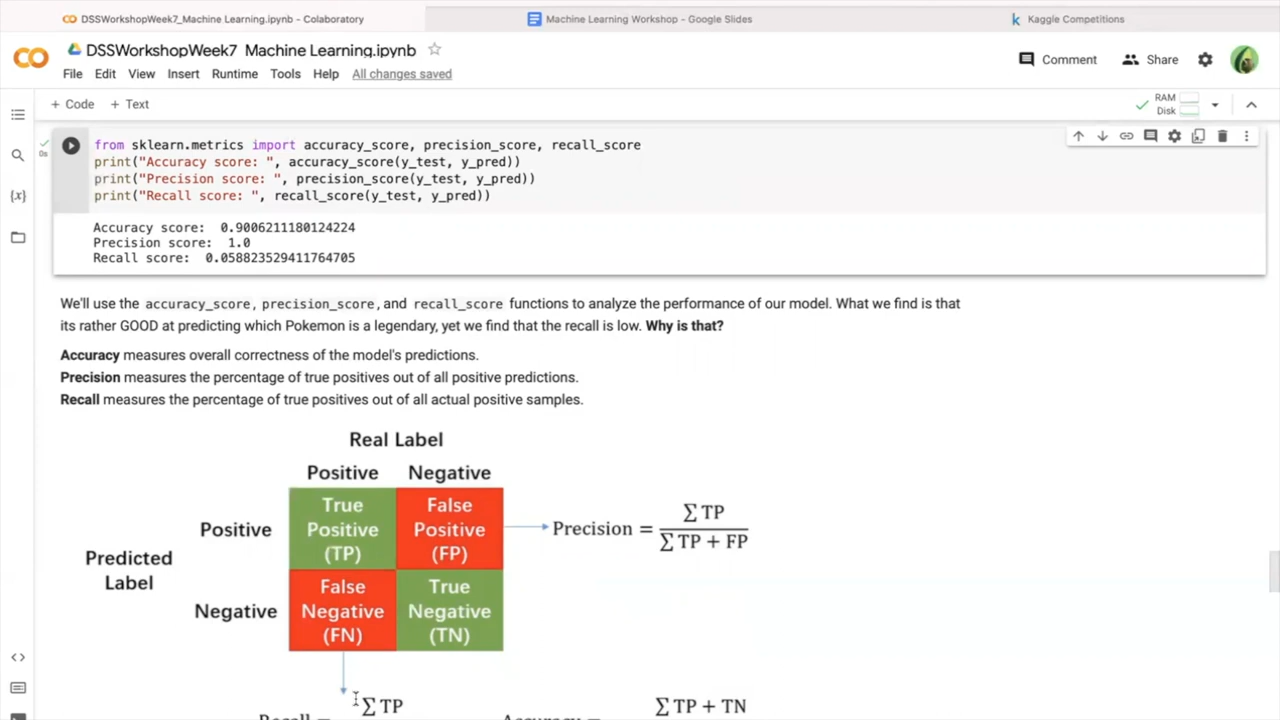 DSSWorkshopWeek7_Machine Learning.ipynb - Colaboratory
Machine Learning Workshop - Google Slides
Kaggle Competitions
DSSWorkshopWeek7 Machine Learning.ipynb
File Edit View Insert Runtime Tools Help All changes saved
Comment
Share
+ Code + Text
RAM
Disk
0s
from sklearn.metrics import accuracy_score, precision_score, recall_score
print("Accuracy score: ", accuracy_score(y_test, y_pred))
print("Precision score: ", precision_score(y_test, y_pred))
print("Recall score: ", recall_score(y_test, y_pred))
Accuracy score:  0.9006211180124224
Precision score:  1.0
Recall score:  0.058823529411764705
We'll use the accuracy_score, precision_score, and recall_score functions to analyze the performance of our model. What we find is that
its rather GOOD at predicting which Pokemon is a legendary, yet we find that the recall is low. Why is that?
Accuracy measures overall correctness of the model's predictions.
Precision measures the percentage of true positives out of all positive predictions.
Recall measures the percentage of true positives out of all actual positive samples.
Real Label
Positive Negative
Predicted
Label
Positive
Negative
True
Positive
(TP)
False
Positive
(FP)
False
Negative
(FN)
True
Negative
(TN)
Precision = ∑ TP / ∑ TP + FP
Recall = ∑ TP
Accuracy = ∑ TP + TN